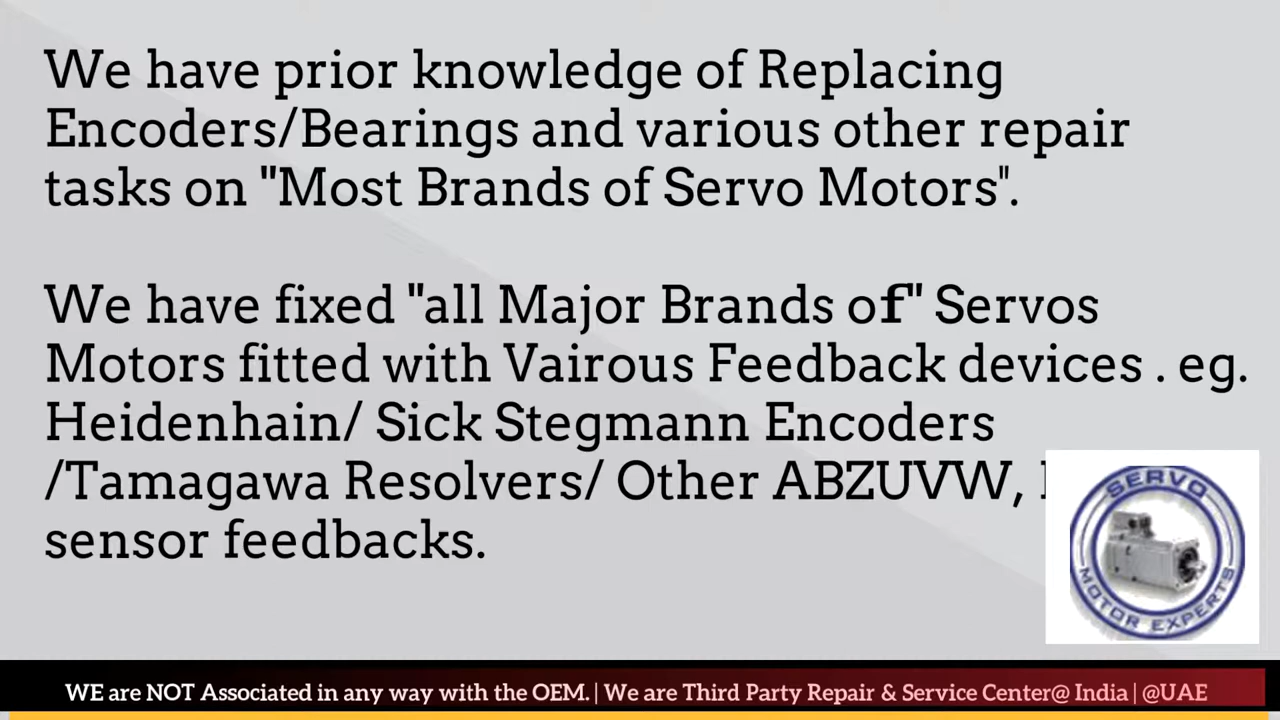 We have prior knowledge of Replacing
Encoders/Bearings and various other repair
tasks on "Most Brands of Servo Motors".
We have fixed "all Major Brands of" Servos
Motors fitted with Vairous Feedback devices . eg.
Heidenhain/ Sick Stegmann Encoders
/Tamagawa Resolvers/ Other ABZUVW,
sensor feedbacks.
SERVO
MOTOR EXPERTS
WE are NOT Associated in any way with the OEM. | We are Third Party Repair & Service Center@ India | @UAE